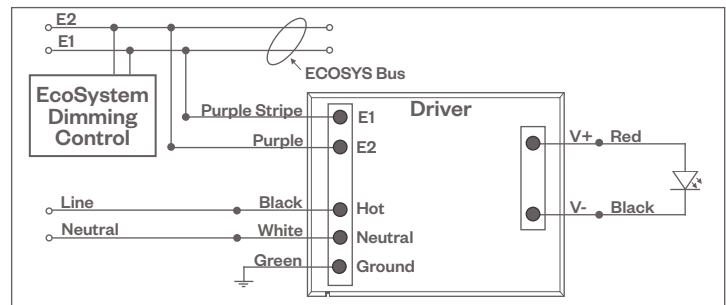 E2
E1
ECOSYS Bus
EcoSystem
Dimming
Control
Driver
Purple Stripe
E1
Purple
E2
V+
Red
Line
Black
Hot
V-
Black
Neutral
White
Neutral
Green
Ground